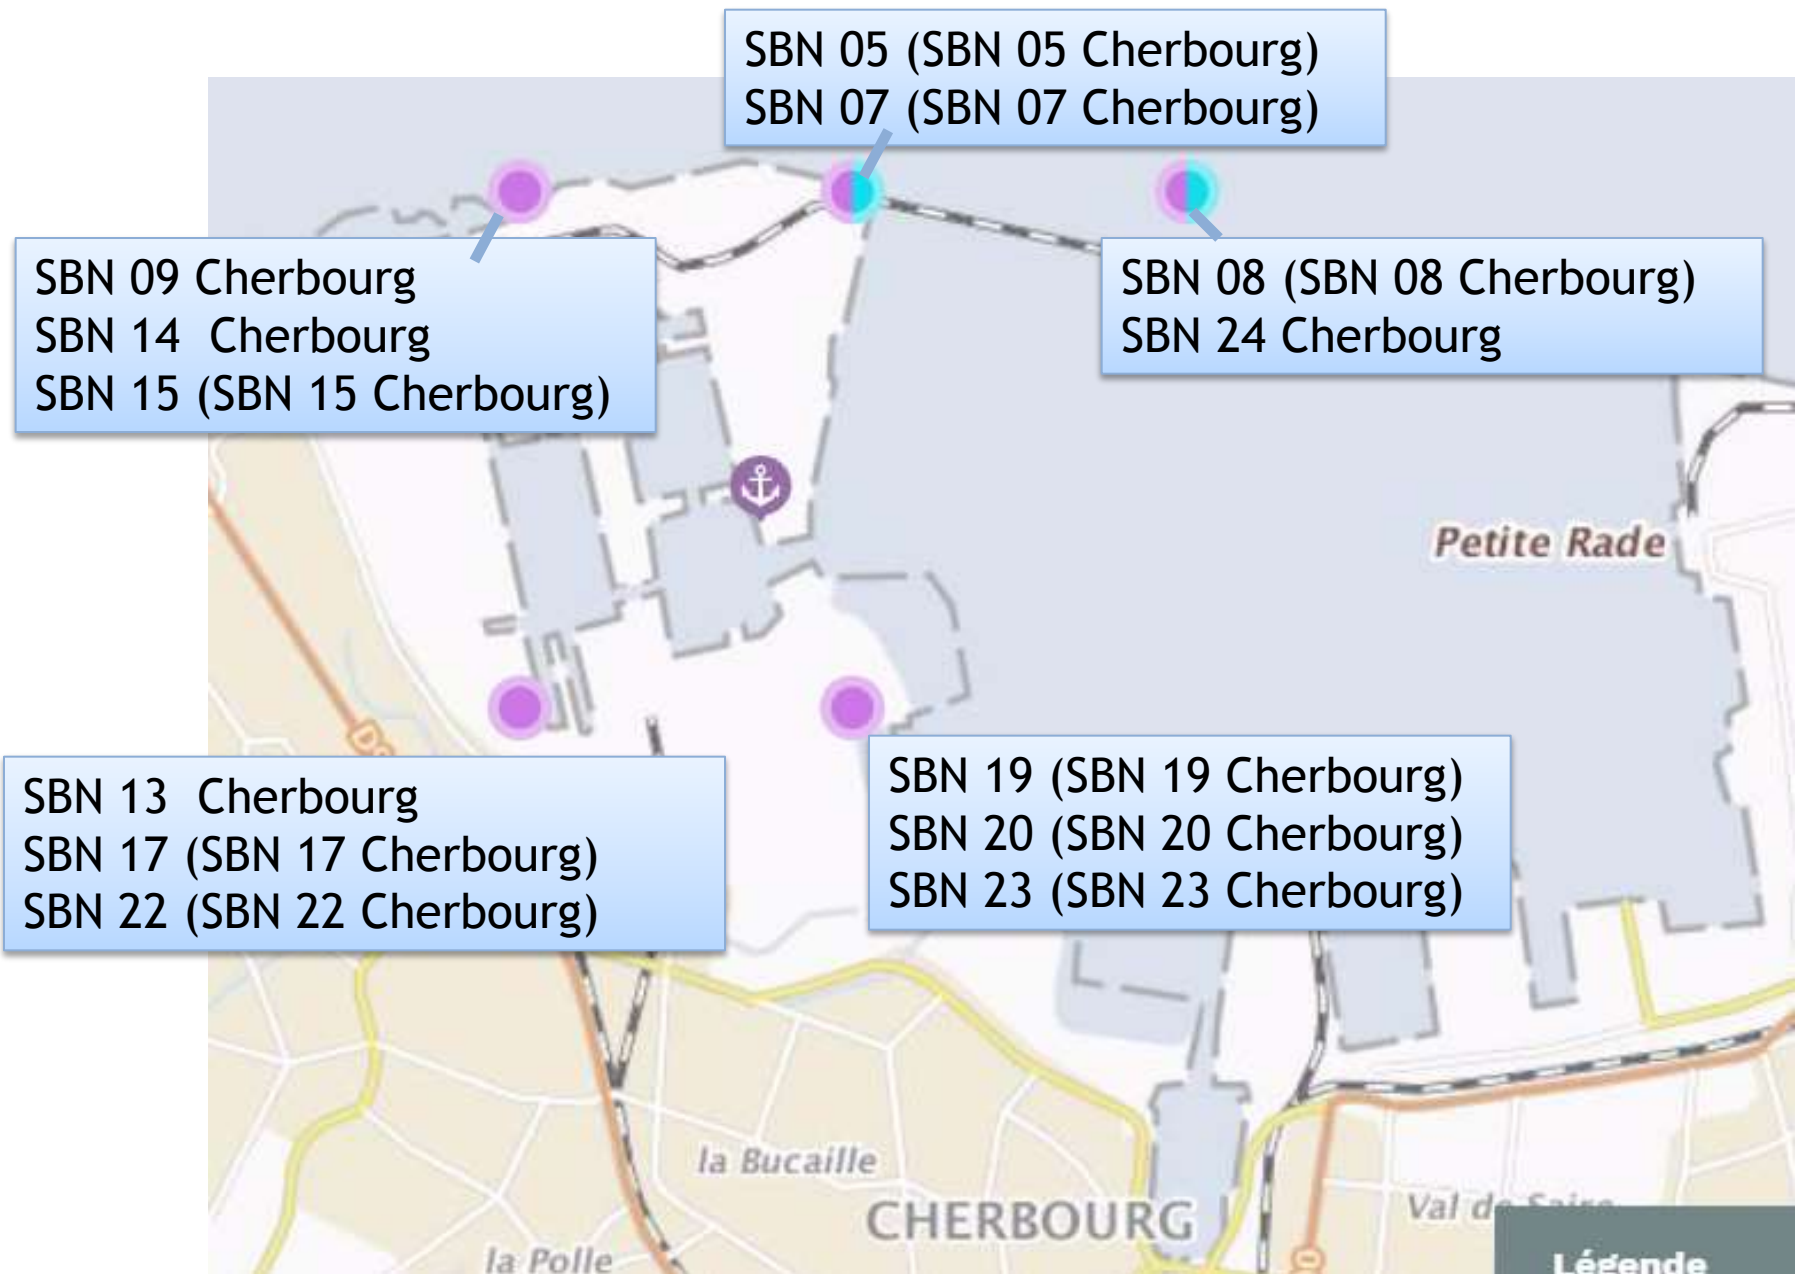 SBN 05 (SBN 05 Cherbourg)
SBN 07 (SBN 07 Cherbourg)
SBN 09 Cherbourg
SBN 14  Cherbourg
SBN 15 (SBN 15 Cherbourg)
SBN 08 (SBN 08 Cherbourg)
SBN 24 Cherbourg
Petite Rade
SBN 13  Cherbourg
SBN 17 (SBN 17 Cherbourg)
SBN 22 (SBN 22 Cherbourg)
SBN 19 (SBN 19 Cherbourg)
SBN 20 (SBN 20 Cherbourg)
SBN 23 (SBN 23 Cherbourg)
la Bucaille
CHERBOURG
Val de Saire
la Polle
Légende